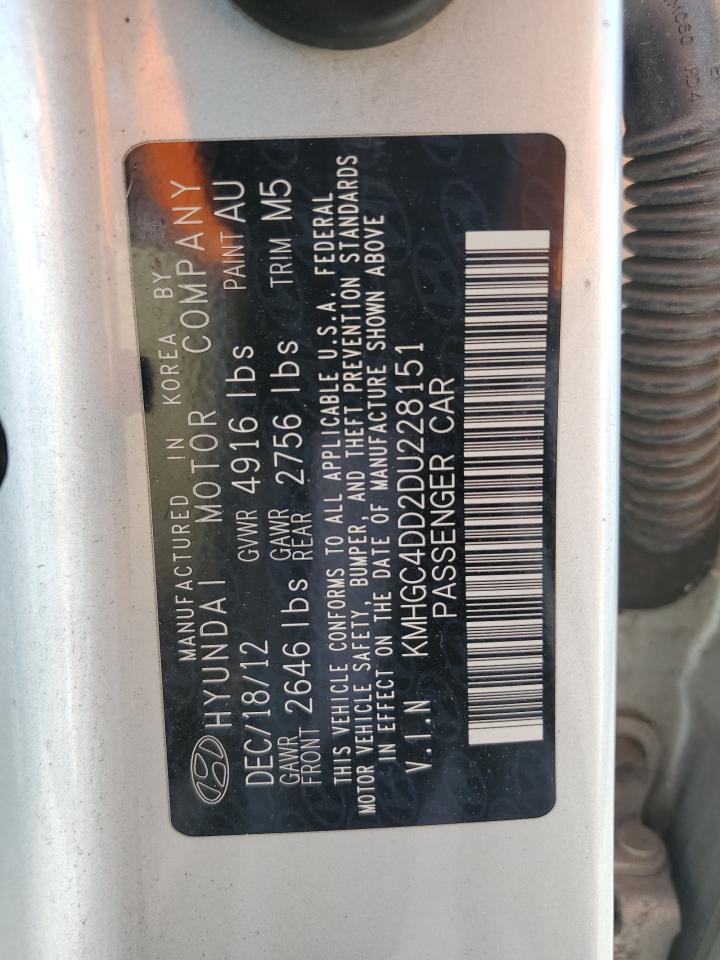 MANUFACTURED IN KOREA BY
HYUNDAI MOTOR COMPANY
DEC/18/12 GVWR 4916 lbs PAINT AU
GAWR FRONT 2646 lbs GAWR REAR 2756 lbs TRIM M5
THIS VEHICLE CONFORMS TO ALL APPLICABLE U.S.A. FEDERAL
MOTOR VEHICLE SAFETY, BUMPER, AND THEFT PREVENTION STANDARDS
IN EFFECT ON THE DATE OF MANUFACTURE SHOWN ABOVE
V.I.N KMHGC4DD2DU228151
PASSENGER CAR